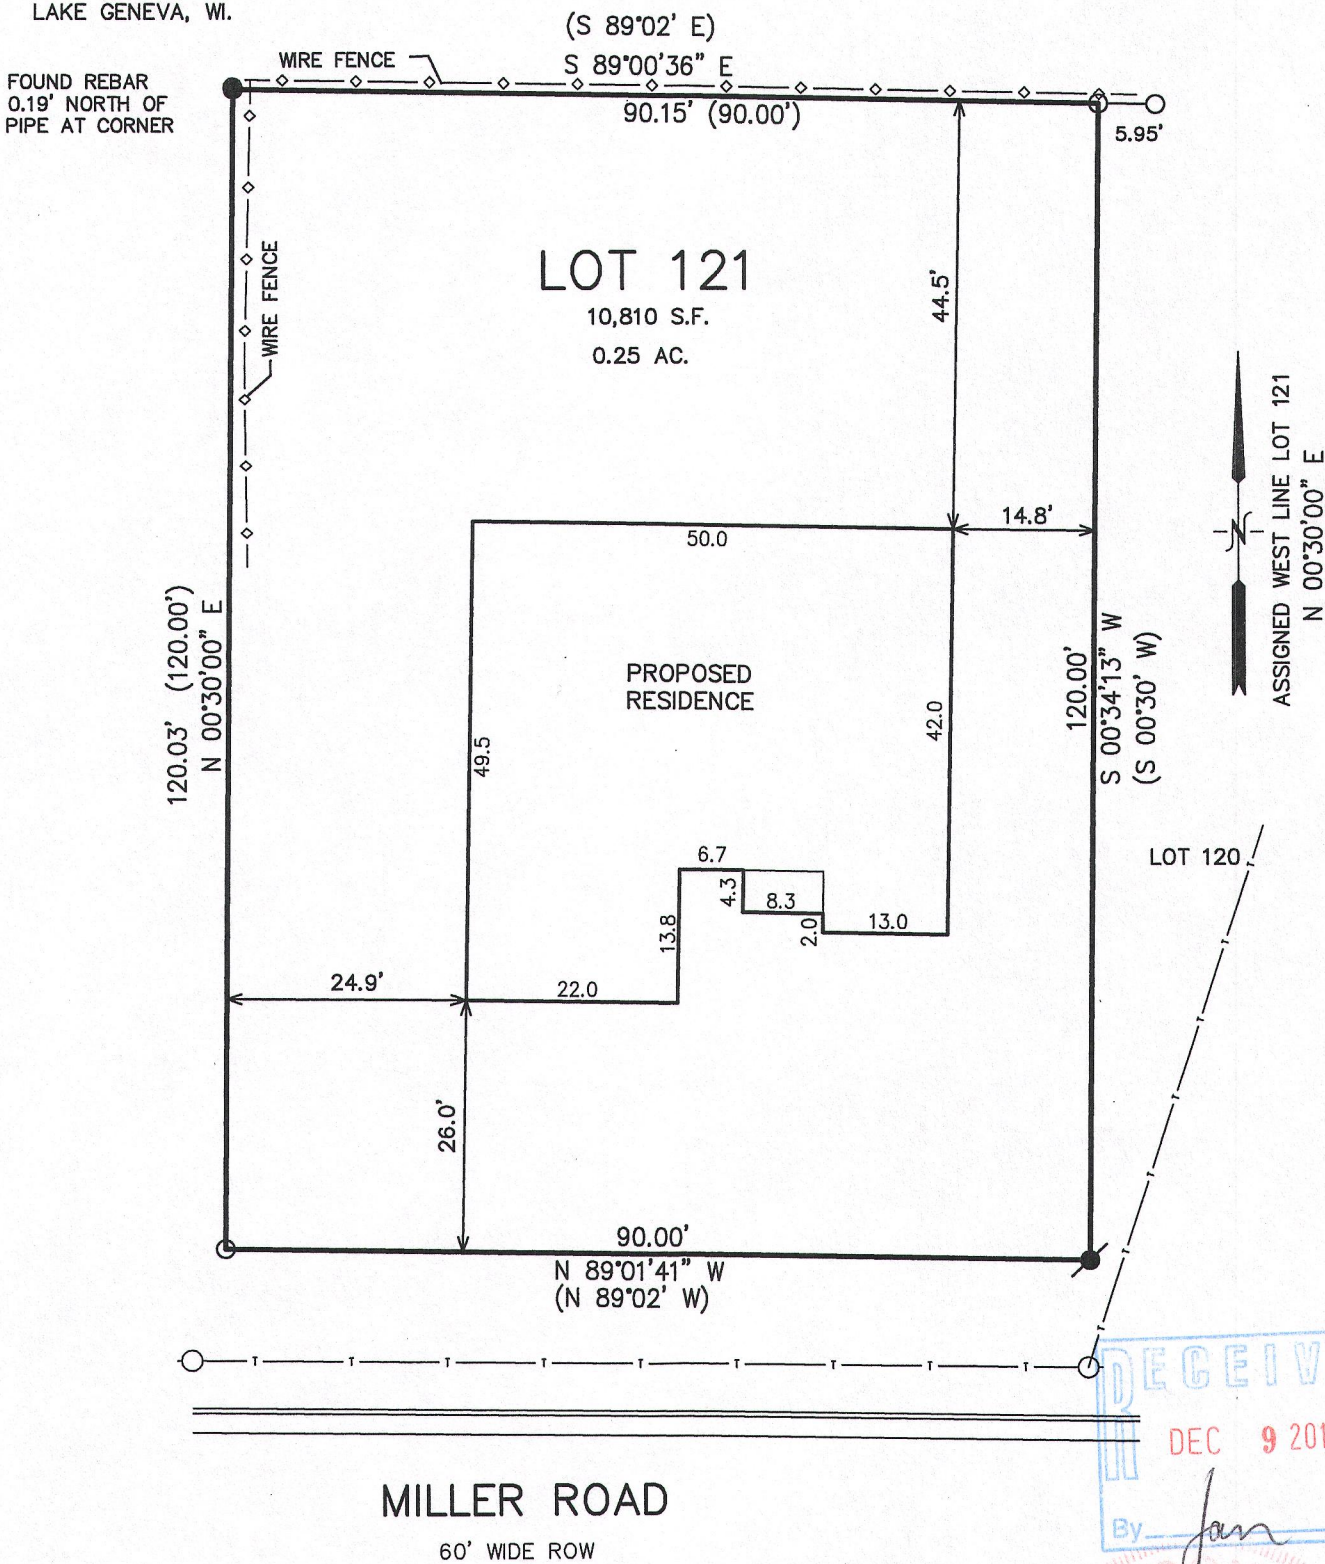 LAKE GENEVA, WI.
(S 89°02' E)
WIRE FENCE
S 89°00'36" E
90.15' (90.00')
FOUND REBAR
0.19' NORTH OF
PIPE AT CORNER
5.95'
LOT 121
10,810 S.F.
0.25 AC.
WIRE FENCE
44.5'
14.8'
50.0
N
ASSIGNED WEST LINE LOT 121
N 00°30'00" E
120.03' (120.00')
N 00°30'00" E
PROPOSED
RESIDENCE
49.5
42.0
120.00'
S 00°34'13" W
(S 00°30' W)
LOT 120
6.7
4.3
8.3
2.0
13.0
13.8
24.9'
22.0
26.0'
90.00'
N 89°01'41" W
(N 89°02' W)
T T T T T T T T T
T T T T T T T
MILLER ROAD
60' WIDE ROW
RECEIV
DEC 9 201
By Jan